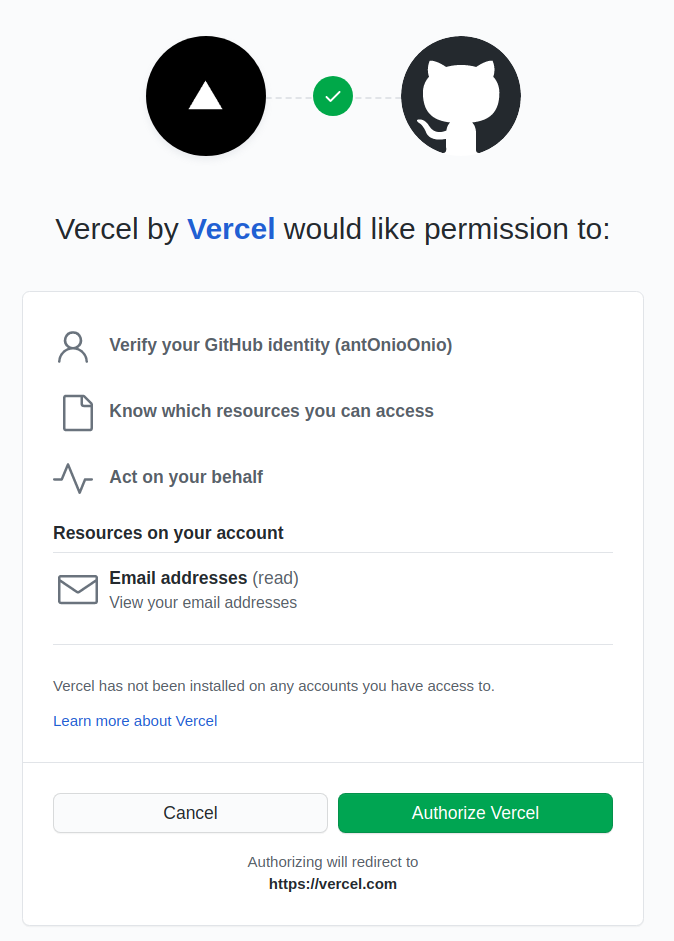 Vercel by Vercel would like permission to:
Verify your GitHub identity (antOnioOnio)
Know which resources you can access
Act on your behalf
Resources on your account
Email addresses (read)
View your email addresses
Vercel has not been installed on any accounts you have access to.
Learn more about Vercel
Cancel
Authorize Vercel
Authorizing will redirect to
https://vercel.com